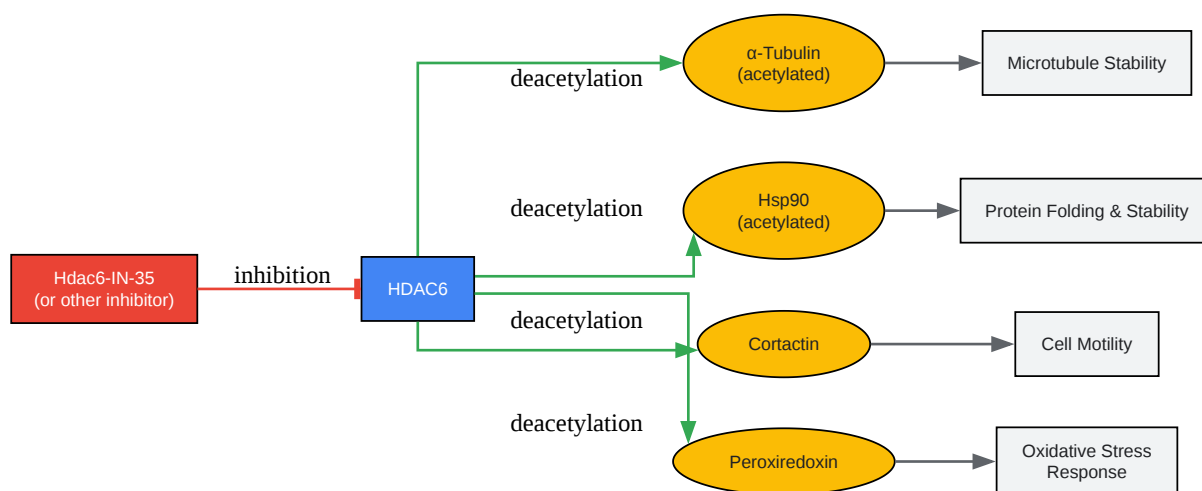 α-Tubulin
(acetylated)
deacetylation
Microtubule Stability
Hsp90
(acetylated)
deacetylation
Protein Folding & Stability
Hdac6-IN-35
(or other inhibitor)
inhibition
HDAC6
deacetylation
Cortactin
Cell Motility
deacetylation
Peroxiredoxin
Oxidative Stress
Response